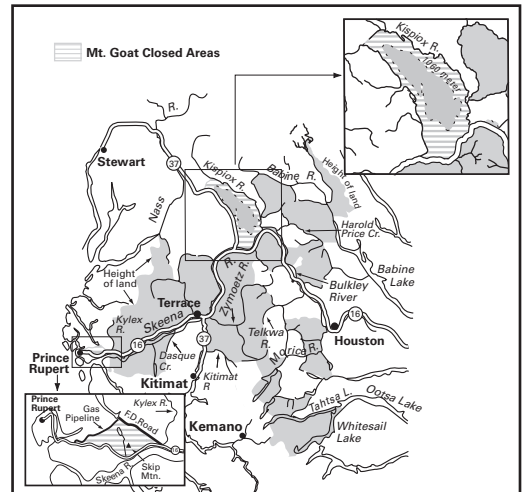 Mt. Goat Closed Areas
Kispiox R.
1060 meter
R.
Stewart
37
Kispiox R.
Babine R.
Height of land
Nass
Harold
Price Cr.
Height
of land
R.
Zymoetz R.
Babine
Lake
Bulkley
River
Terrace
Skeena
Kylex
R.
Telkwa
R.
16
Houston
16
37
Morice R.
Dasque
Cr.
Prince
Rupert
Kitimat
Kitimat
R
Kylex R.
Prince
Rupert
Gas
Pipeline
F.D Road
Kemano
Tahtsa L.
Ootsa Lake
Whitesail
Lake
16
Skip
Mtn.
Skeena R.